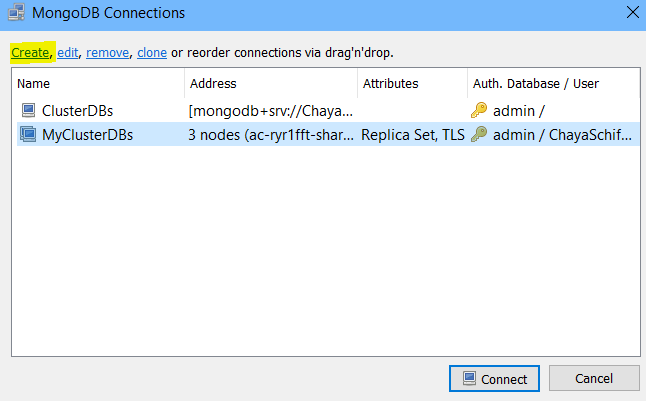 MongoDB Connections
Create, edit, remove, clone or reorder connections via drag'n'drop.
Name Address Attributes Auth. Database / User
ClusterDBs [mongodb+srv://Chaya... admin /
MyClusterDBs 3 nodes (ac-ryr1fft-shar... Replica Set, TLS admin / ChayaSchif...
Connect Cancel